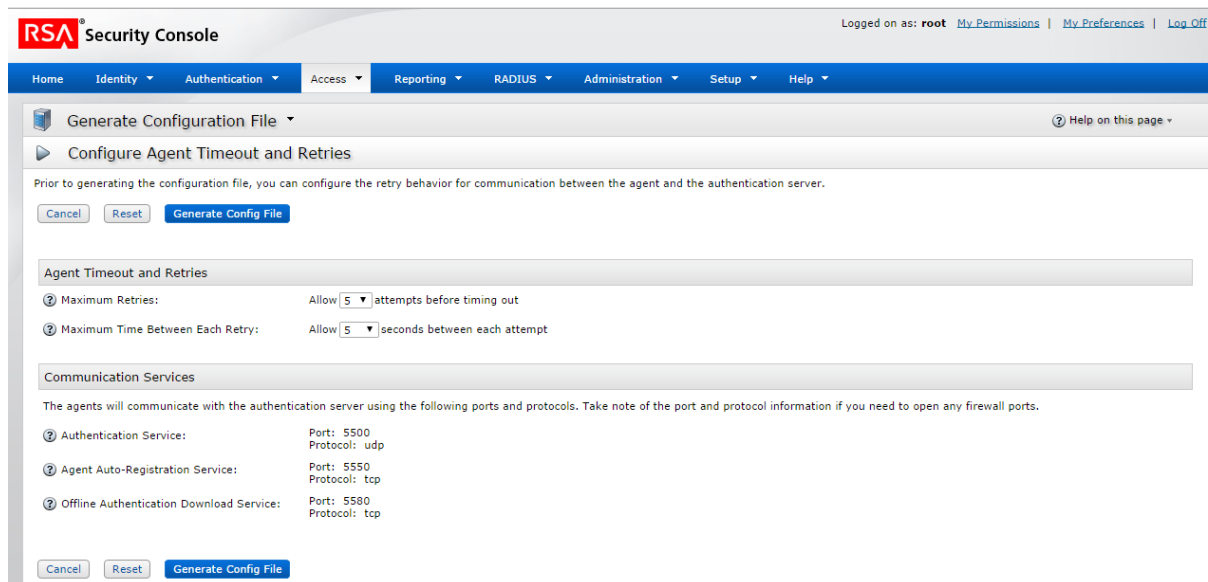 RSA® Security Console
Logged on as: root My Permissions | My Preferences | Log Off
Home Identity Authentication Access Reporting RADIUS Administration Setup Help
Generate Configuration File
? Help on this page
Configure Agent Timeout and Retries
Prior to generating the configuration file, you can configure the retry behavior for communication between the agent and the authentication server.
Cancel Reset Generate Config File
Agent Timeout and Retries
? Maximum Retries: Allow 5 attempts before timing out
? Maximum Time Between Each Retry: Allow 5 seconds between each attempt
Communication Services
The agents will communicate with the authentication server using the following ports and protocols. Take note of the port and protocol information if you need to open any firewall ports.
? Authentication Service: Port: 5500
Protocol: udp
? Agent Auto-Registration Service: Port: 5550
Protocol: tcp
? Offline Authentication Download Service: Port: 5580
Protocol: tcp
Cancel Reset Generate Config File